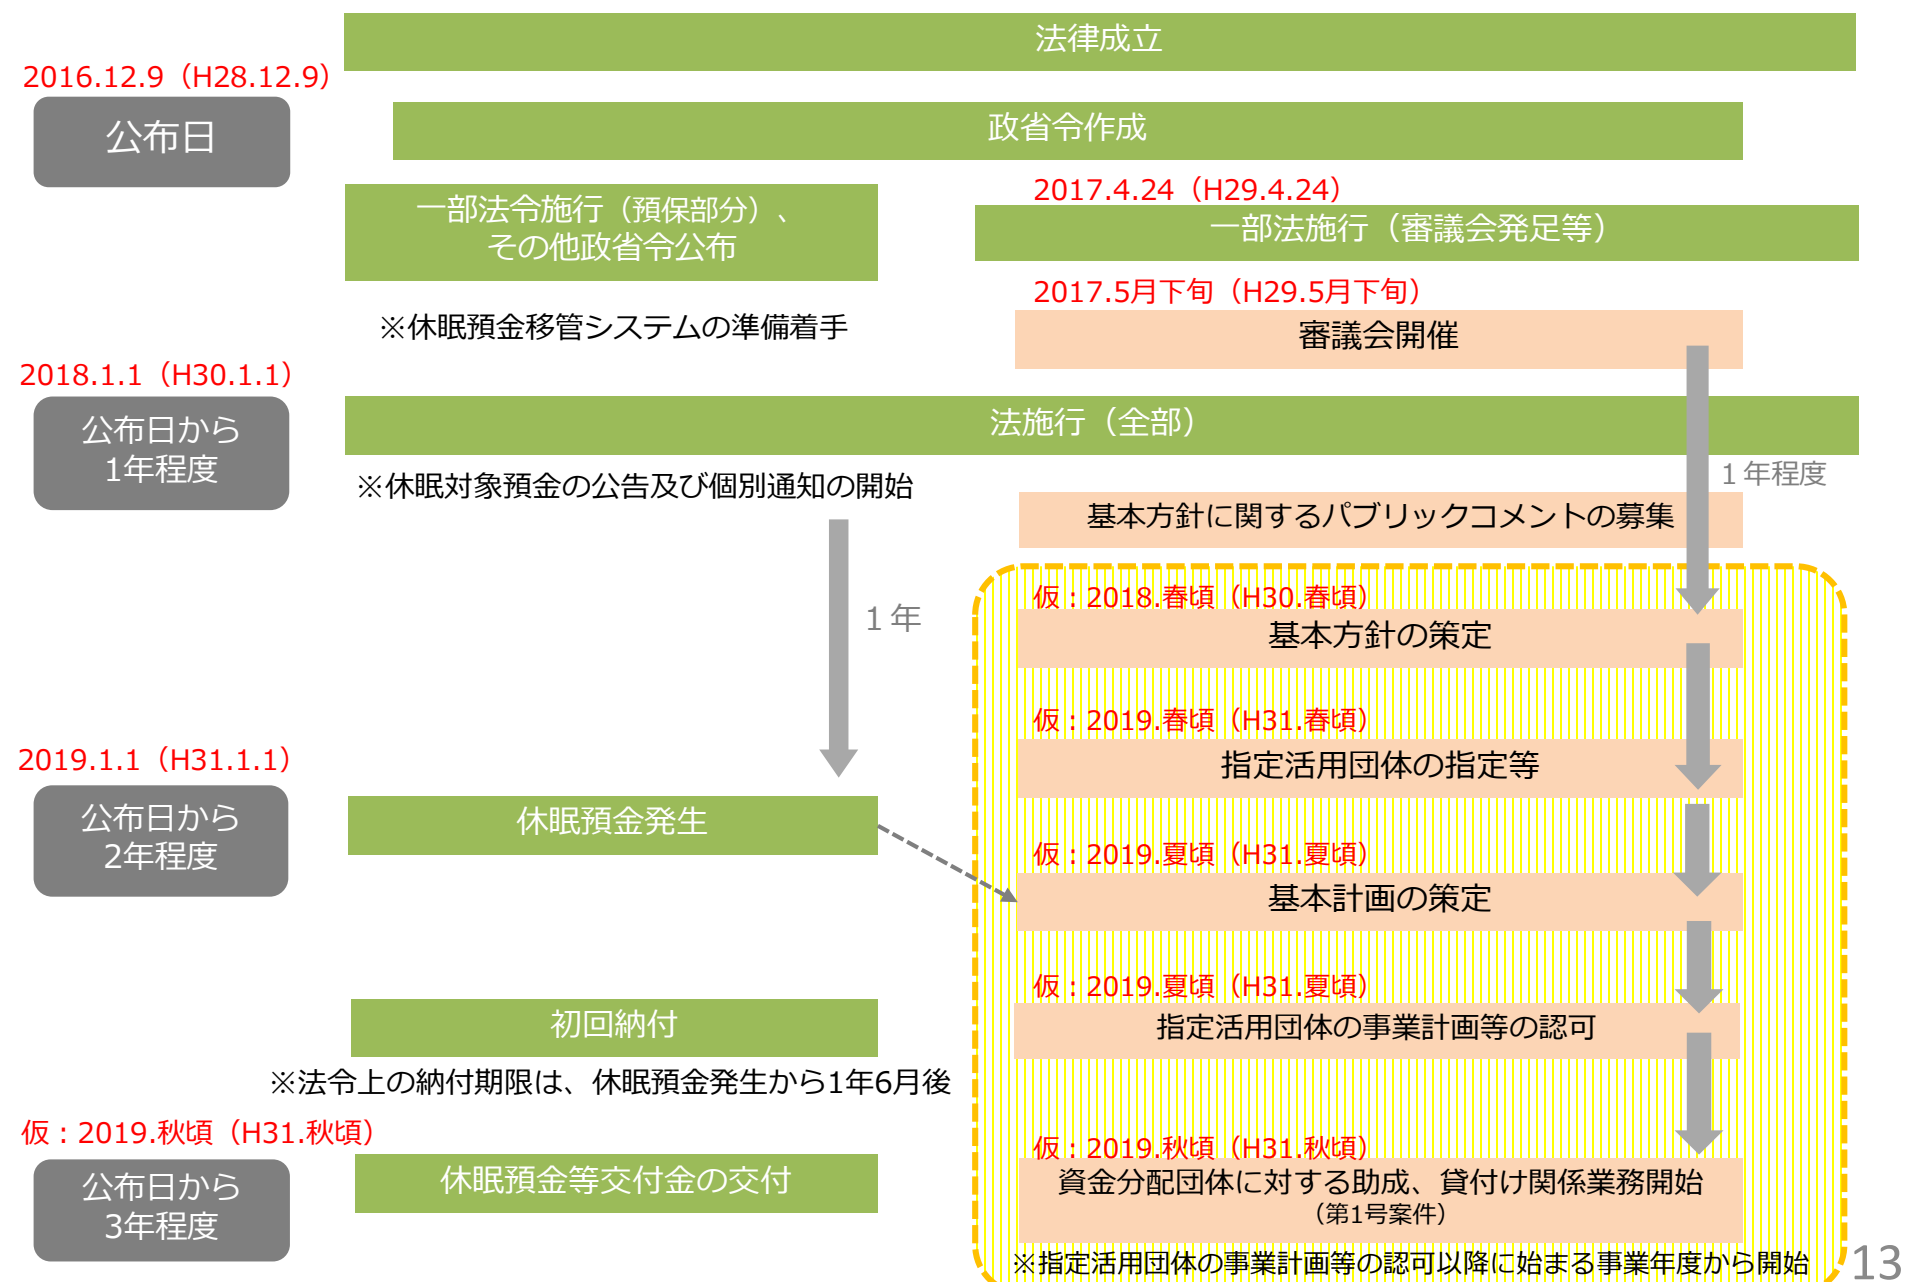 法律成立
2016.12.9（H28.12.9）
公布日
政省令作成
一部法令施行（預保部分）、
その他政省令公布
2017.4.24（H29.4.24）
一部法施行（審議会発足等）
2017.5月下旬（H29.5月下旬）
※休眠預金移管システムの準備着手
審議会開催
2018.1.1（H30.1.1）
公布日から
1年程度
法施行（全部）
１年程度
※休眠対象預金の公告及び個別通知の開始
基本方針に関するパブリックコメントの募集
１年
仮：2018.春頃（H30.春頃）
基本方針の策定
仮：2019.春頃（H31.春頃）
指定活用団体の指定等
2019.1.1（H31.1.1）
公布日から
2年程度
休眠預金発生
仮：2019.夏頃（H31.夏頃）
基本計画の策定
仮：2019.夏頃（H31.夏頃）
初回納付
指定活用団体の事業計画等の認可
※法令上の納付期限は、休眠預金発生から1年6月後
仮：2019.秋頃（H31.秋頃）
公布日から
3年程度
休眠預金等交付金の交付
仮：2019.秋頃（H31.秋頃）
資金分配団体に対する助成、貸付け関係業務開始
（第1号案件）
※指定活用団体の事業計画等の認可以降に始まる事業年度から開始
13